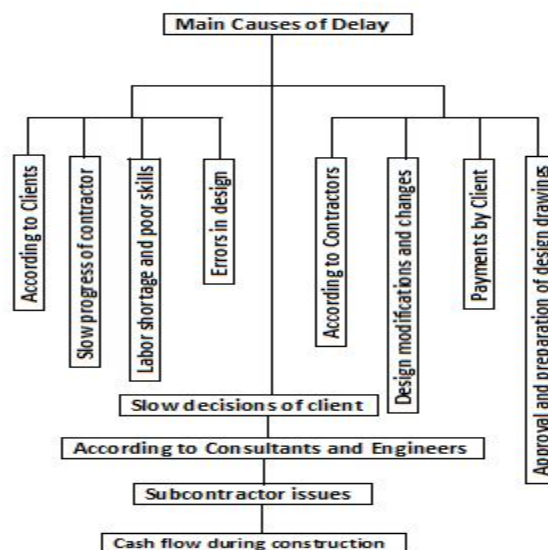 Main Causes of Delay
According to Clients
Slow progress of contractor
Labor shortage and poor skills
Errors in design
According to Contractors
Design modifications and changes
Payments by Client
Approval and preparation of design drawings
Slow decisions of client
According to Consultants and Engineers
Subcontractor issues
Cash flow during construction